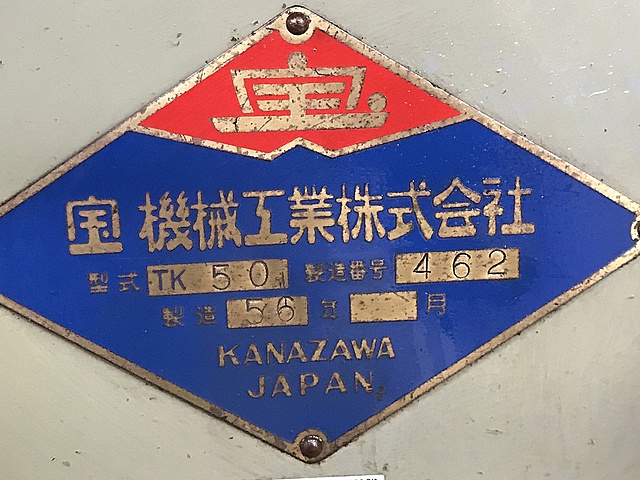 宝
宝機械工業株式会社
型式 TK 501 製造番号 462
製造 56 年 月
KANAZAWA
JAPAN